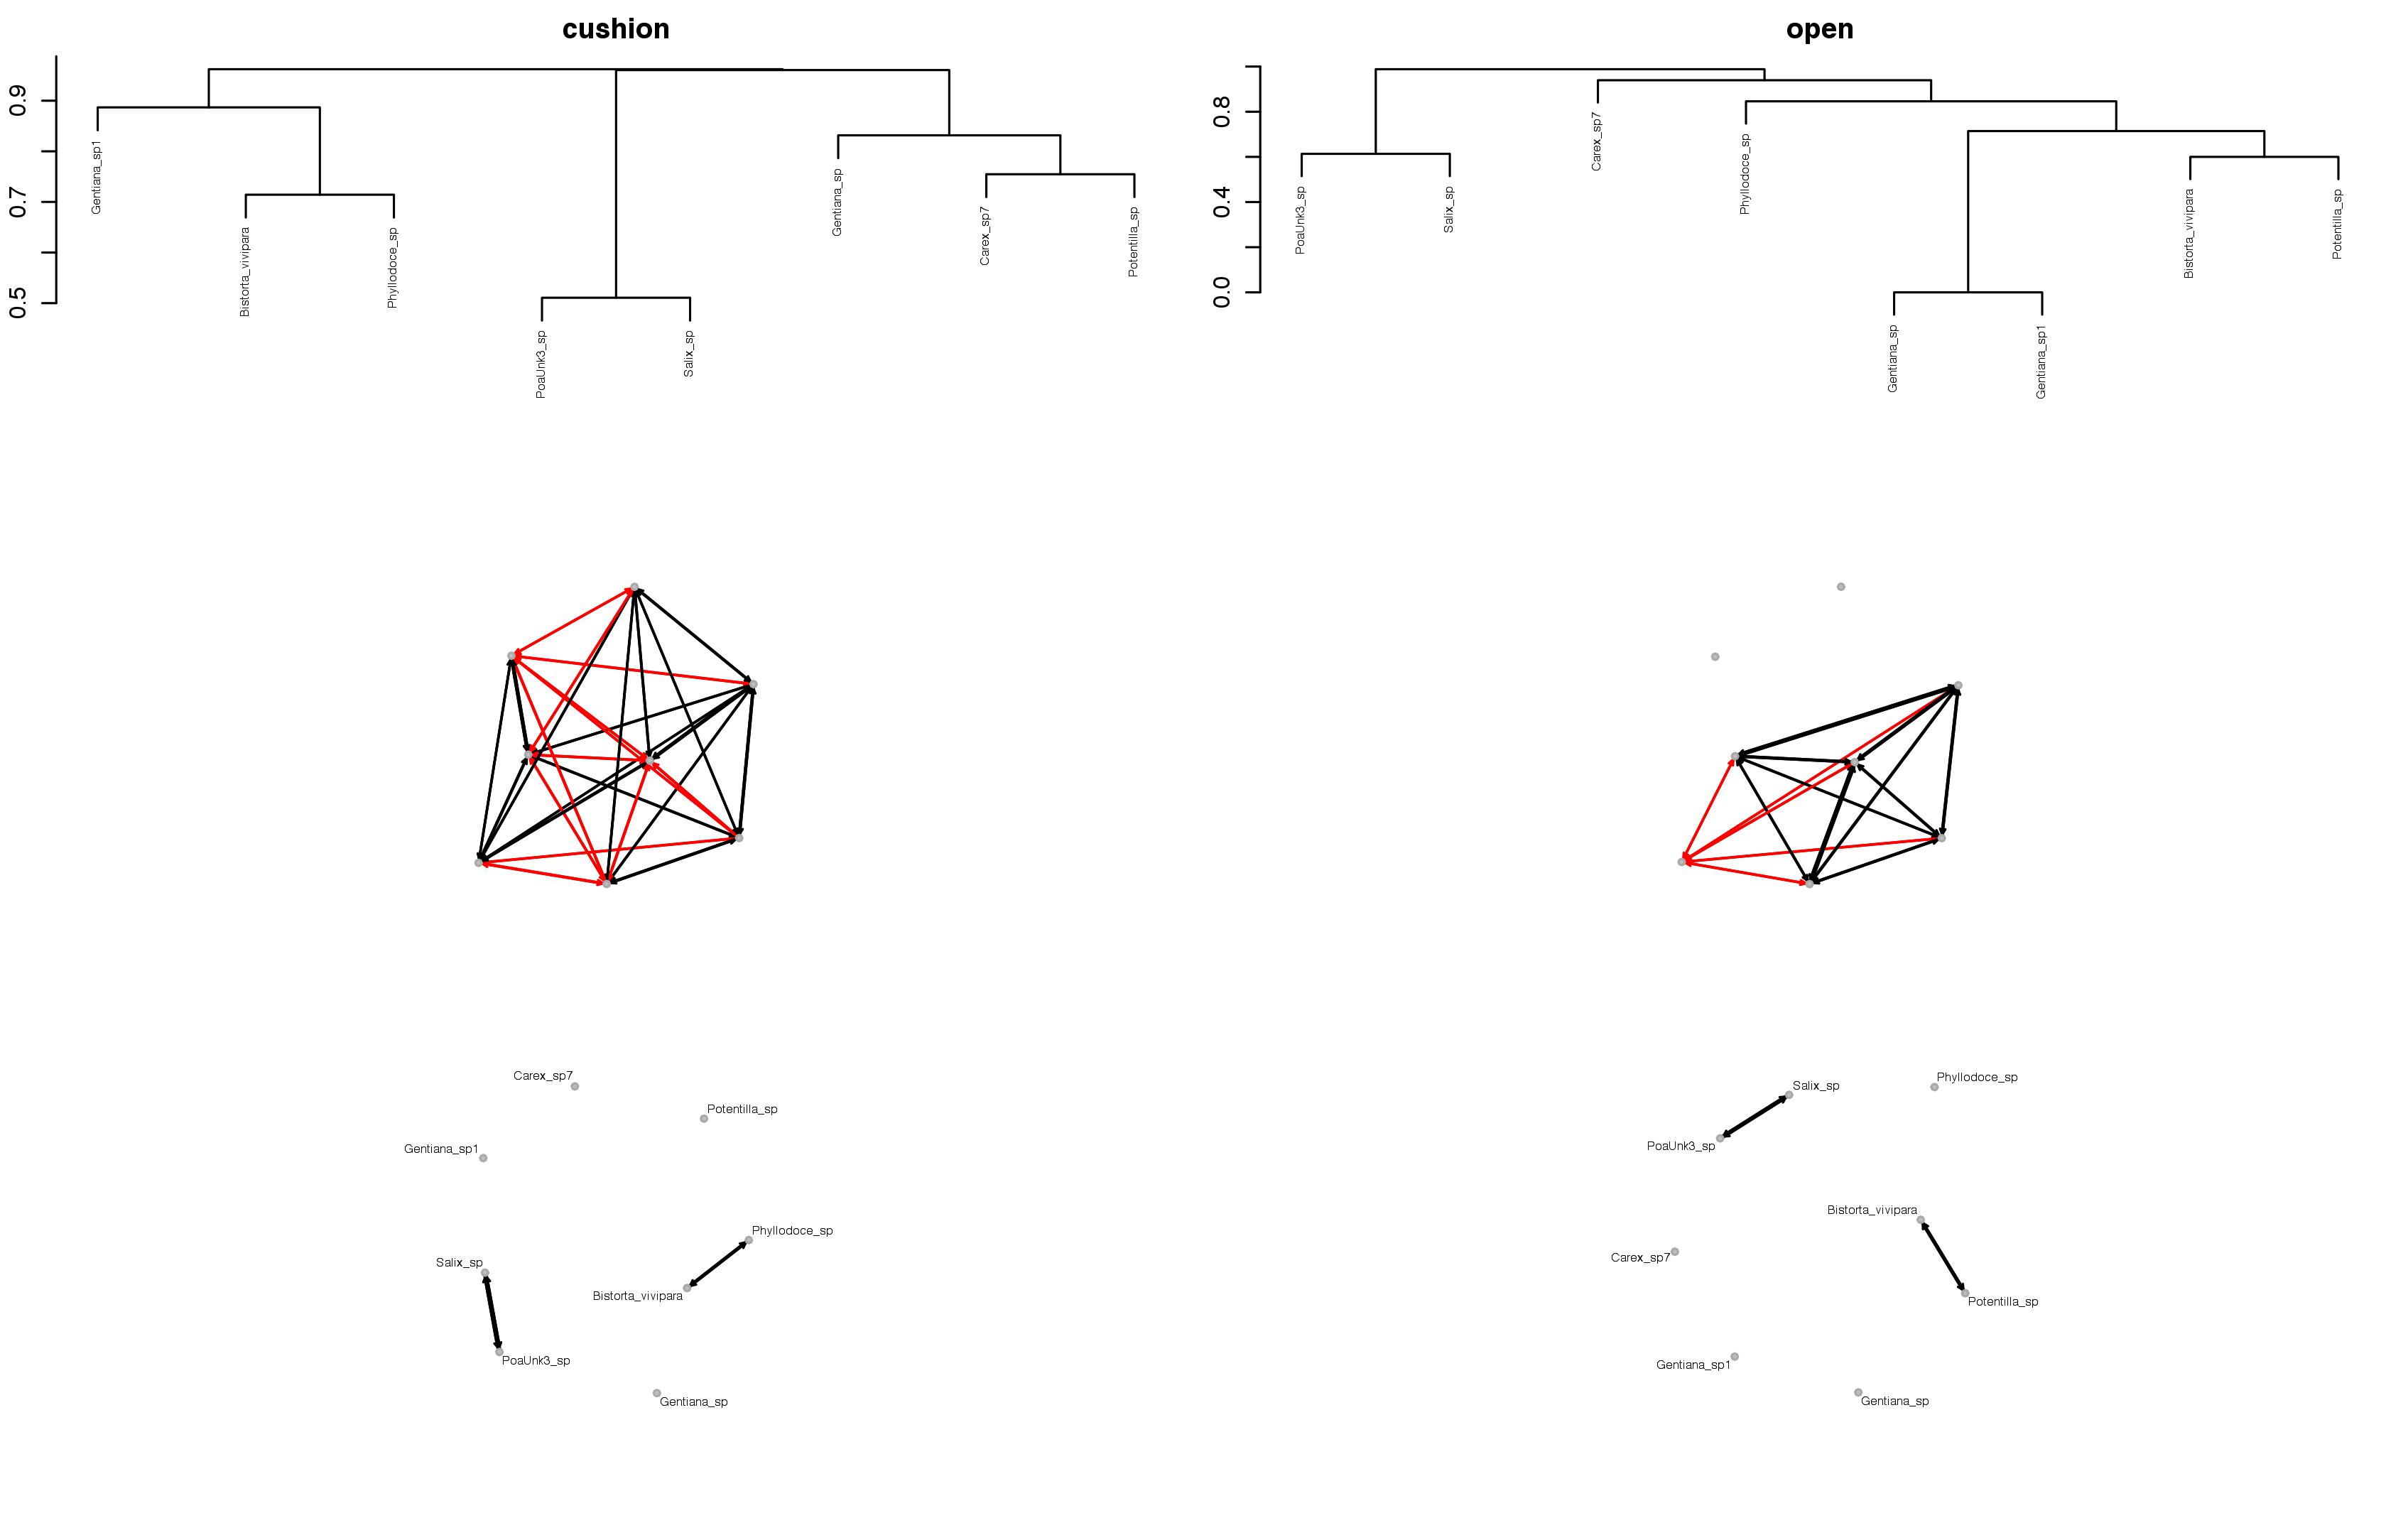 cushion
0.9
0.7
0.5
Gentiana_sp1
Bistorta_vivipara
Phyllodoce_sp
PoaUnk3_sp
Salix_sp
Gentiana_sp
Carex_sp7
Potentilla_sp
open
0.8
0.4
0.0
PoaUnk3_sp
Salix_sp
Carex_sp7
Phyllodoce_sp
Gentiana_sp
Gentiana_sp1
Bistorta_vivipara
Potentilla_sp
Carex_sp7
Potentilla_sp
Gentiana_sp1
Phyllodoce_sp
Salix_sp
Bistorta_vivipara
PoaUnk3_sp
Gentiana_sp
Phyllodoce_sp
Salix_sp
PoaUnk3_sp
Bistorta_vivipara
Carex_sp7
Potentilla_sp
Gentiana_sp1
Gentiana_sp